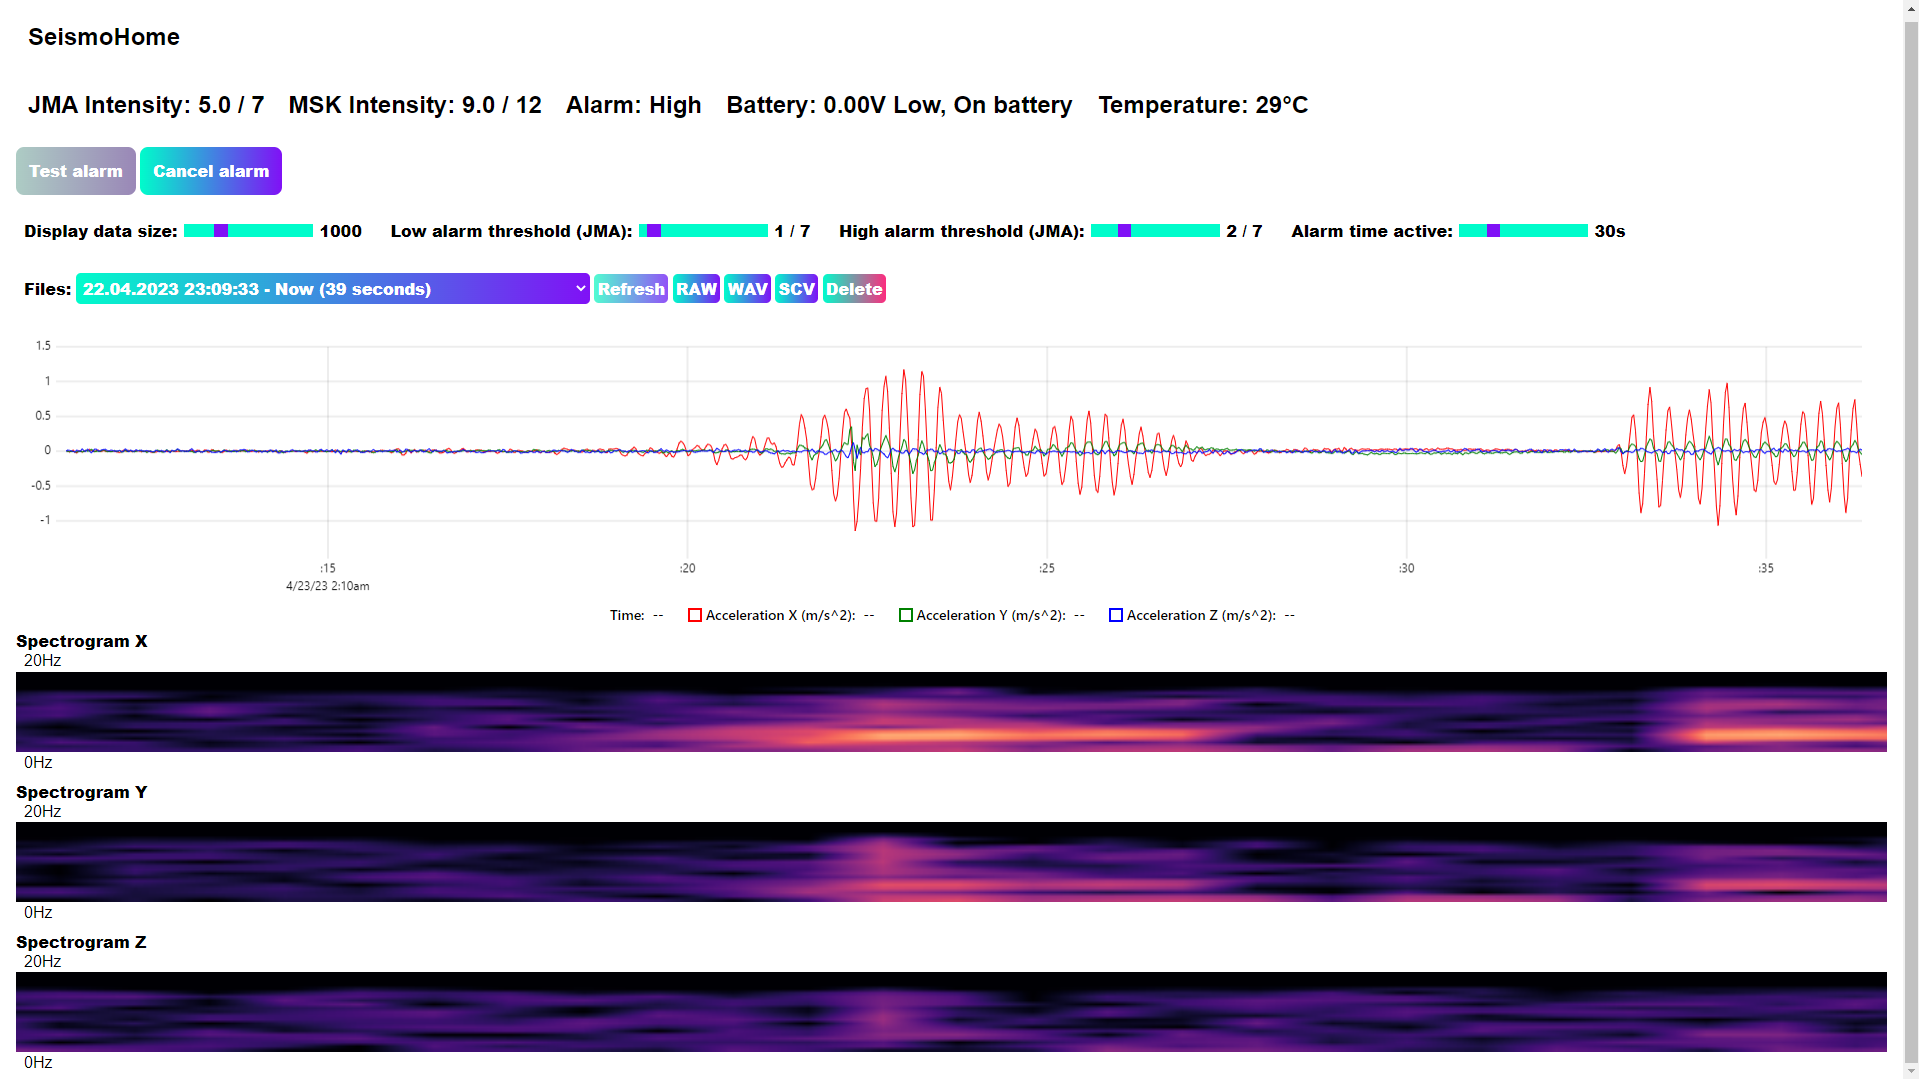 SeismoHome
JMA Intensity: 5.0 / 7 MSK Intensity: 9.0 / 12 Alarm: High Battery: 0.00V Low, On battery Temperature: 29°C
Test alarm Cancel alarm
Display data size: 1000 Low alarm threshold (JMA): 1 / 7 High alarm threshold (JMA): 2 / 7 Alarm time active: 30s
Files: 22.04.2023 23:09:33 - Now (39 seconds) Refresh RAW WAV SCV Delete
1.5
1
0.5
0
-0.5
-1
:15 :20 :25 :30 :35
4/23/23 2:10am
Time: -- Acceleration X (m/s^2): -- Acceleration Y (m/s^2): -- Acceleration Z (m/s^2): --
Spectrogram X
20Hz
0Hz
Spectrogram Y
20Hz
0Hz
Spectrogram Z
20Hz
0Hz